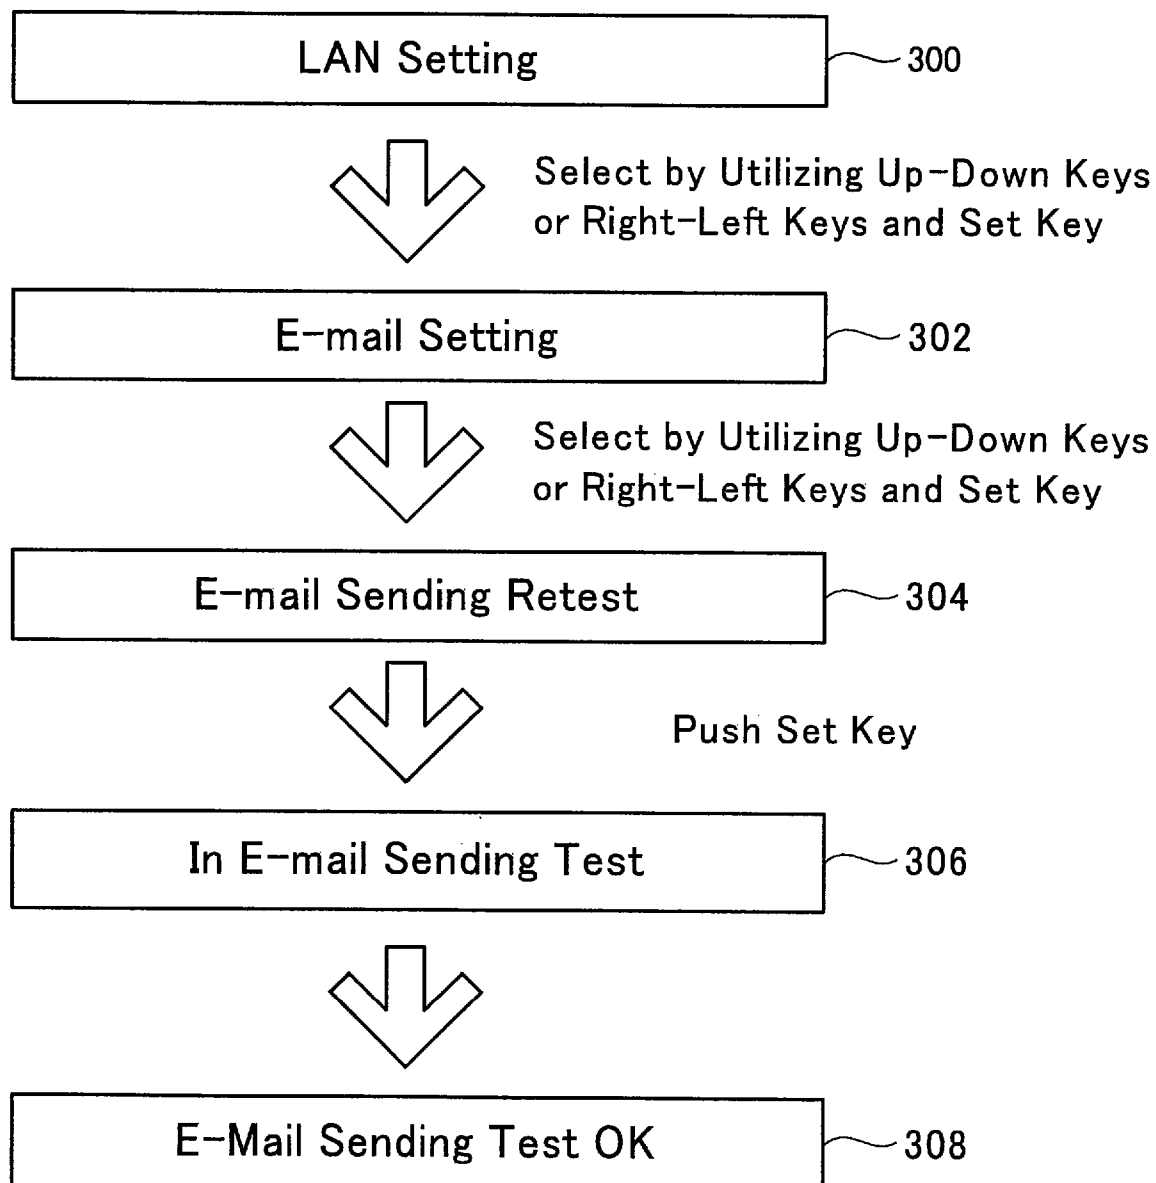 LAN Setting
300
Select by Utilizing Up-Down Keys
or Right-Left Keys and Set Key
E-mail Setting
302
Select by Utilizing Up-Down Keys
or Right-Left Keys and Set Key
E-mail Sending Retest
304
Push Set Key
In E-mail Sending Test
306
E-Mail Sending Test OK
308